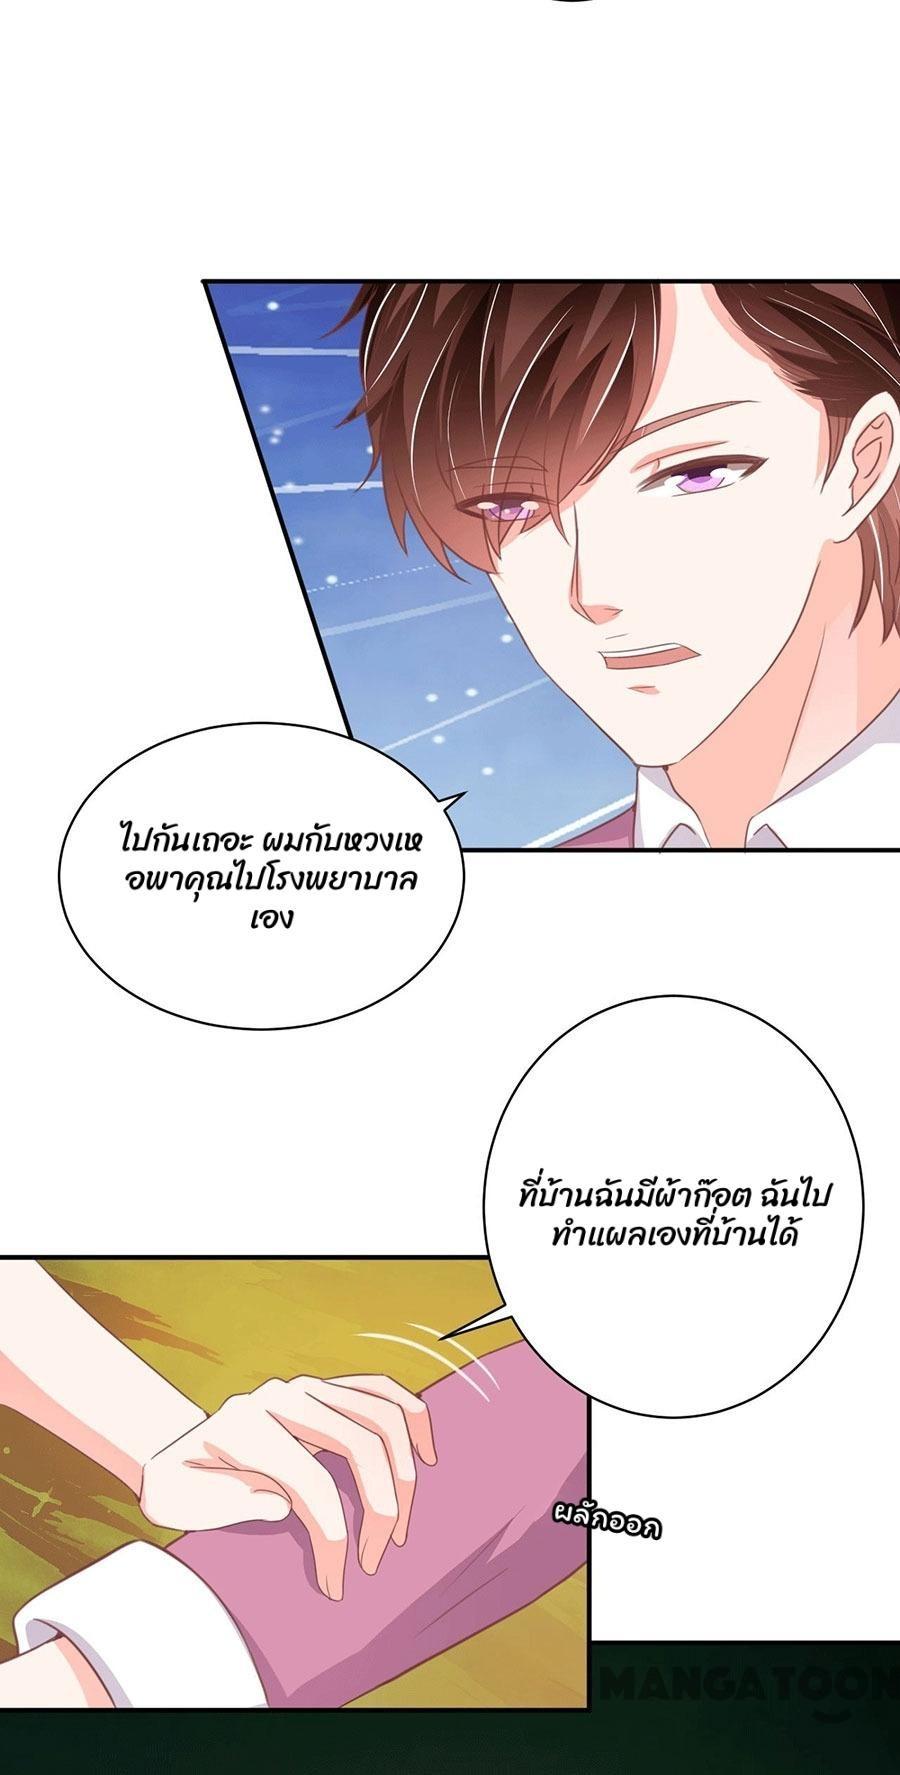 ไปกันเถอะ ผมกับหวงเห
อพาคุณไปโรงพยาบาล
เอง
ที่บ้านฉันมีผ้าก๊อต ฉันไป
ทำแผลเองที่บ้านได้
ผลักออก
MANGATOON